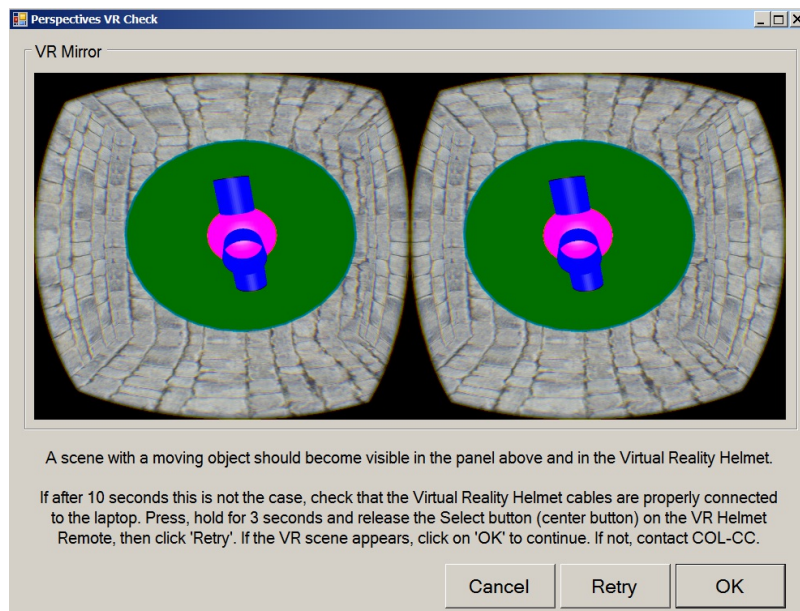 Perspectives VR Check
VR Mirror
A scene with a moving object should become visible in the panel above and in the Virtual Reality Helmet.
If after 10 seconds this is not the case, check that the Virtual Reality Helmet cables are properly connected
to the laptop. Press, hold for 3 seconds and release the Select button (center button) on the VR Helmet
Remote, then click 'Retry'. If the VR scene appears, click on 'OK' to continue. If not, contact COL-CC.
Cancel Retry OK